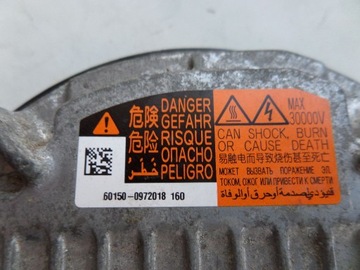 危険 DANGER
GEFAHR
危险 RISQUE
ОПАСНО
خطر PELIGRO
MAX
30000V
CAN SHOCK, BURN
OR CAUSE DEATH
易触电而导致烧伤甚至死亡
МОЖЕТ ВЫЗВАТЬ ПОРАЖЕНИЕ ЭЛ.
ТОКОМ, ОЖОГ ИЛИ ПРИВЕСТИ К СМЕРТИ
60150-0972018 160